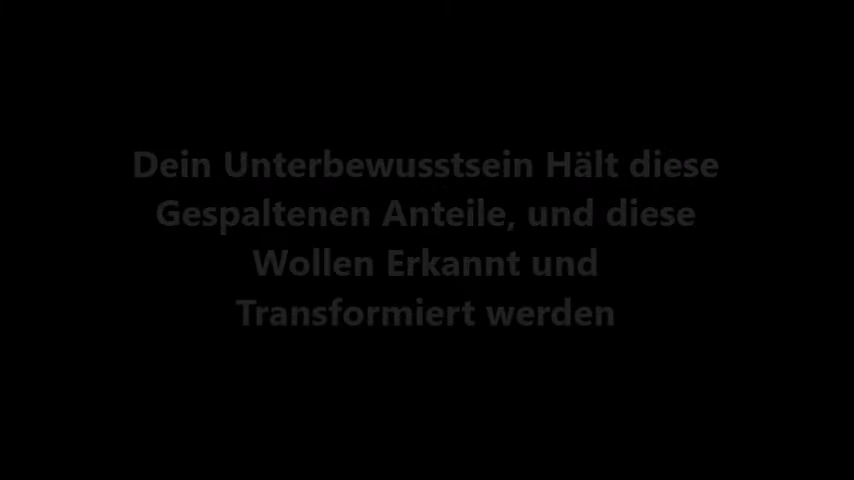 Dein Unterbewusstsein Hält diese
Gespaltenen Anteile, und diese
Wollen Erkannt und
Transformiert werden